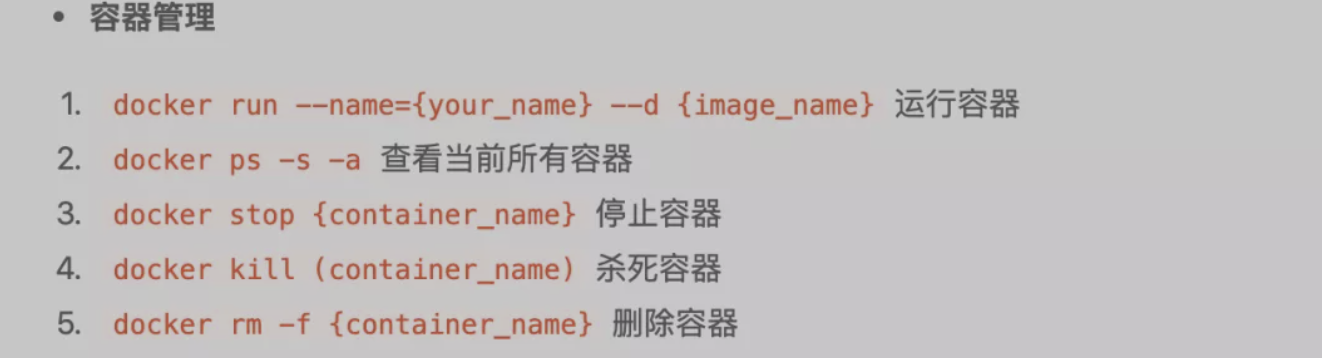 • 容器管理
1. docker run --name={your_name} --d {image_name} 运行容器
2. docker ps -s -a 查看当前所有容器
3. docker stop {container_name} 停止容器
4. docker kill (container_name) 杀死容器
5. docker rm -f {container_name} 删除容器